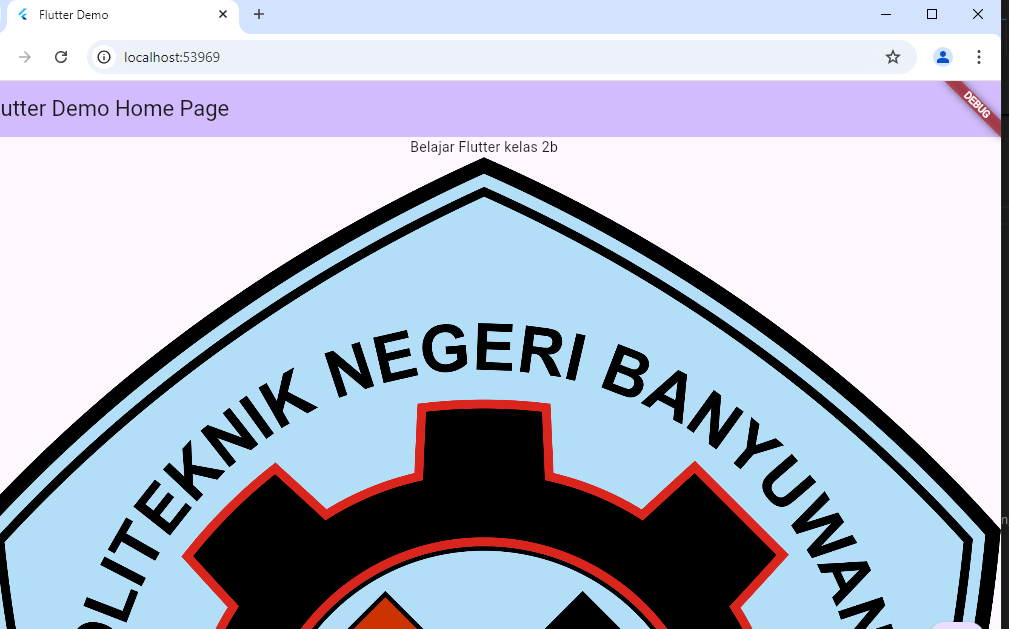 Flutter Demo
localhost:53969
utter Demo Home Page
DEBUG
Belajar Flutter kelas 2b
OLITEKNIK NEGERI BANYUWAN